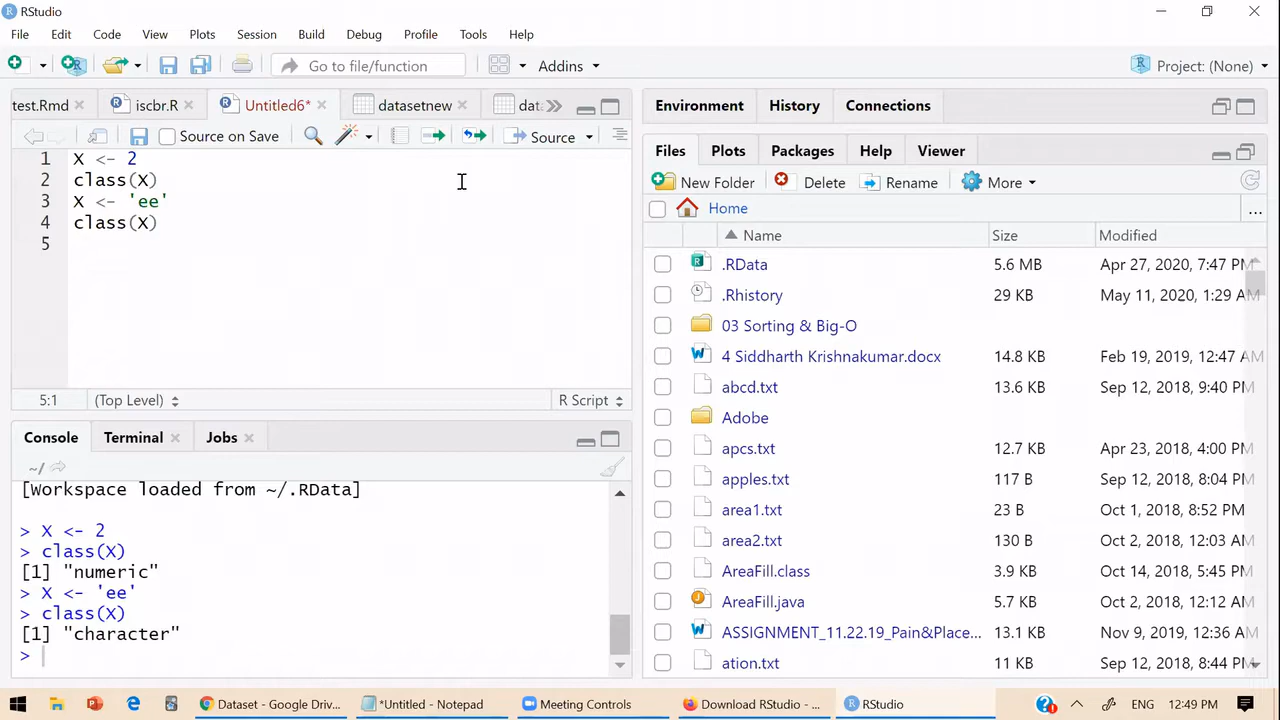 RStudio
File Edit Code View Plots Session Build Debug Profile Tools Help
Go to file/function Addins Project: (None)
test.Rmd iscbr.R Untitled6* datasetnew dat
Source on Save Source
1 X <- 2
2 class(X)
3 X <- 'ee'
4 class(X)
5
5:1 (Top Level) R Script
Console Terminal Jobs
~/
[Workspace loaded from ~/.RData]
> X <- 2
> class(X)
[1] "numeric"
> X <- 'ee'
> class(X)
[1] "character"
>
Environment History Connections
Files Plots Packages Help Viewer
New Folder Delete Rename More
Home ...
Name Size Modified
.RData 5.6 MB Apr 27, 2020, 7:47 PM
.Rhistory 29 KB May 11, 2020, 1:29 AM
03 Sorting & Big-O
4 Siddharth Krishnakumar.docx 14.8 KB Feb 19, 2019, 12:47 AM
abcd.txt 13.6 KB Sep 12, 2018, 9:40 PM
Adobe
apcs.txt 12.7 KB Apr 23, 2018, 4:00 PM
apples.txt 117 B Sep 12, 2018, 8:04 PM
area1.txt 23 B Oct 1, 2018, 8:52 PM
area2.txt 130 B Oct 2, 2018, 12:03 AM
AreaFill.class 3.9 KB Oct 14, 2018, 5:45 PM
AreaFill.java 5.7 KB Oct 2, 2018, 12:12 AM
ASSIGNMENT_11.22.19_Pain&Place... 13.1 KB Nov 9, 2019, 12:36 AM
ation.txt 11 KB Sep 12, 2018, 8:44 PM
Dataset - Google Driv... *Untitled - Notepad Meeting Controls Download RStudio - ... RStudio ENG 12:49 PM